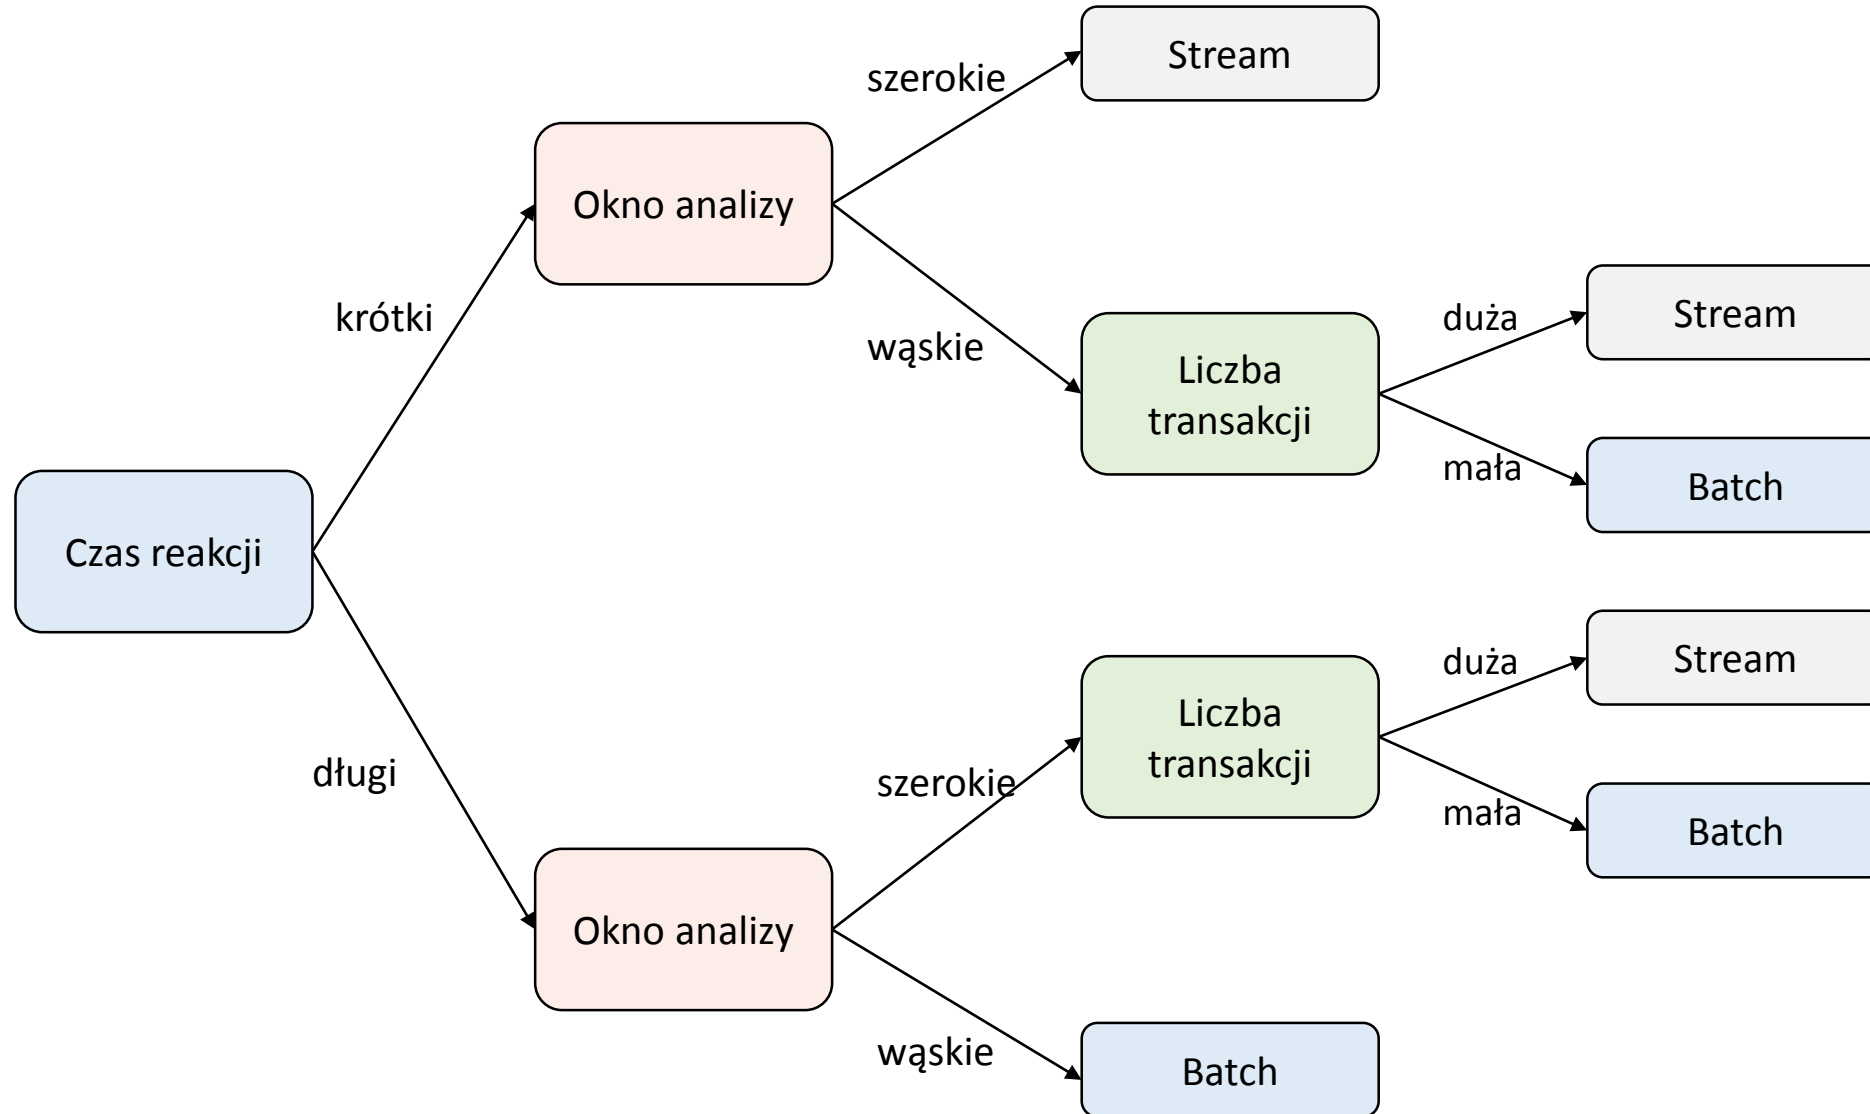 Stream
szerokie
Okno analizy
krótki
wąskie
Liczba
transakcji
duża
Stream
mała
Batch
Czas reakcji
długi
Okno analizy
szerokie
Liczba
transakcji
duża
Stream
mała
Batch
wąskie
Batch